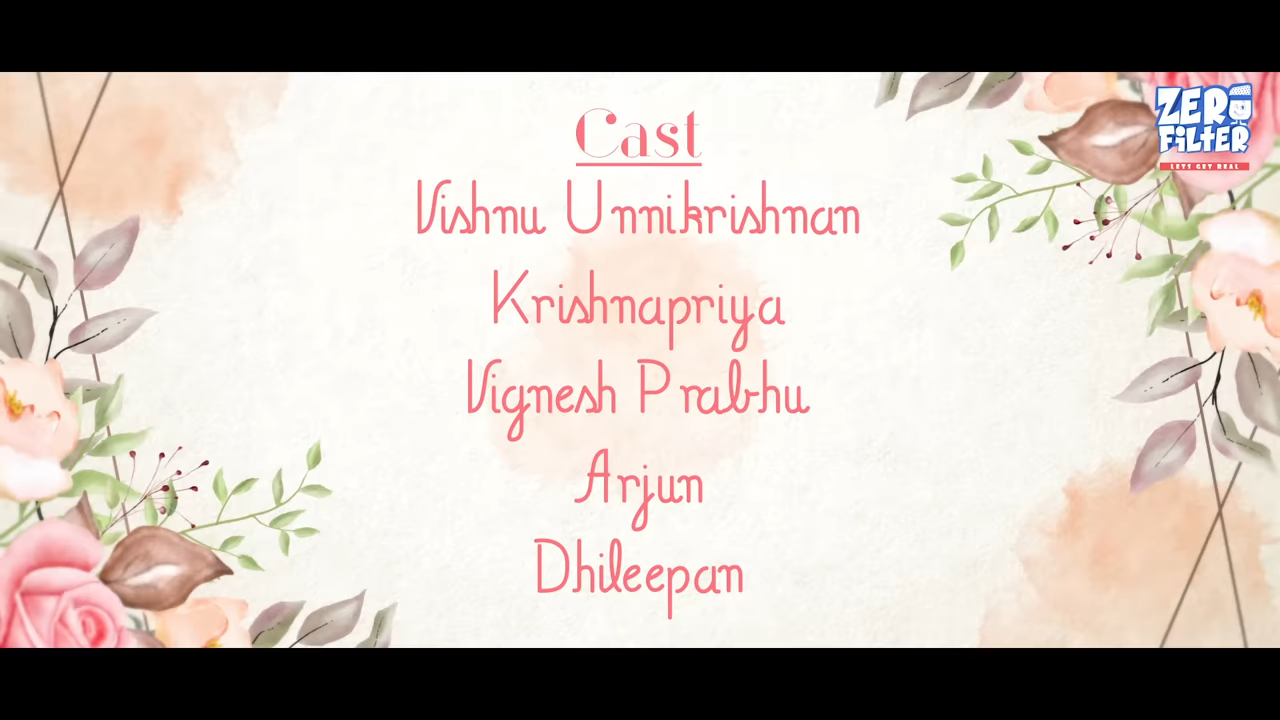 Cast
Vishnu Unnikrishnan
Krishnapriya
Vignesh Prabhu
Arjun
Dhileepan
ZERO
FILTER
LETS GET REAL